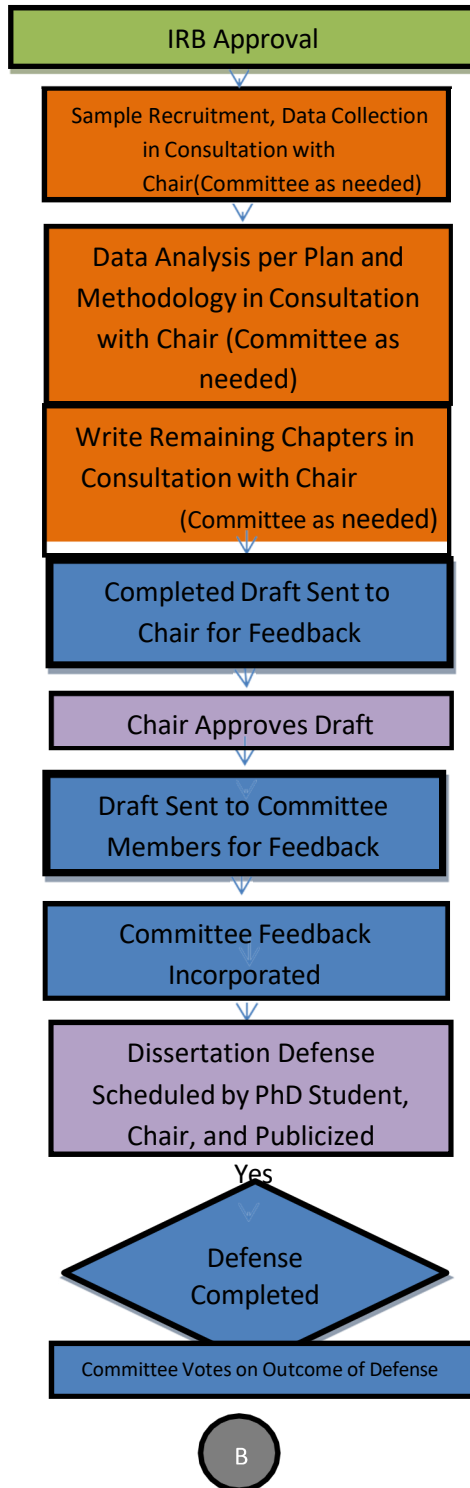 IRB Approval
Sample Recruitment, Data Collection
in Consultation with
Chair(Committee as needed)
Data Analysis per Plan and
Methodology in Consultation
with Chair (Committee as
needed)
Write Remaining Chapters in
Consultation with Chair
(Committee as needed)
Completed Draft Sent to
Chair for Feedback
Chair Approves Draft
Draft Sent to Committee
Members for Feedback
Committee Feedback
Incorporated
Dissertation Defense
Scheduled by PhD Student,
Chair, and Publicized
Yes
Defense
Completed
Committee Votes on Outcome of Defense
B